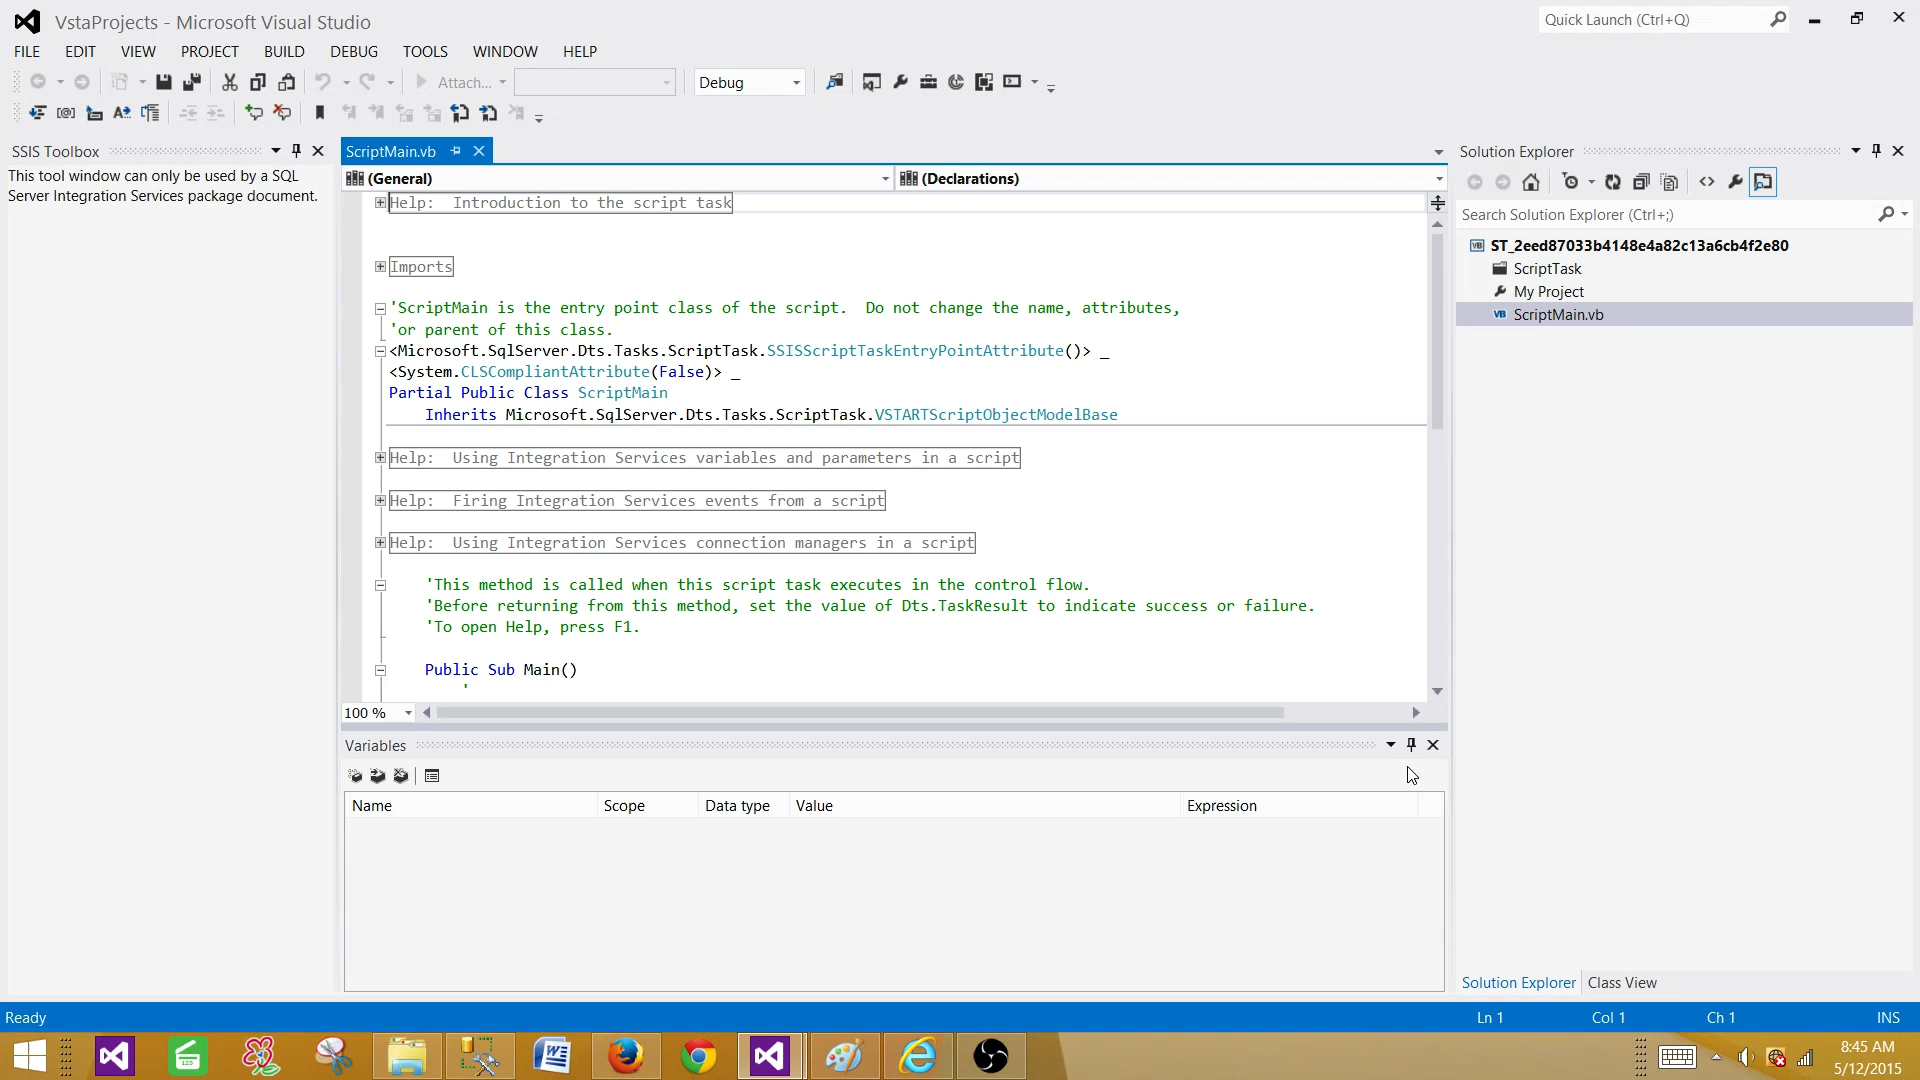 VstaProjects - Microsoft Visual Studio
Quick Launch (Ctrl+Q)
FILE EDIT VIEW PROJECT BUILD DEBUG TOOLS WINDOW HELP
Attach...
Debug
SSIS Toolbox
This tool window can only be used by a SQL
Server Integration Services package document.
ScriptMain.vb
(General)
(Declarations)
Help:  Introduction to the script task
Imports
'ScriptMain is the entry point class of the script.  Do not change the name, attributes,
'or parent of this class.
<Microsoft.SqlServer.Dts.Tasks.ScriptTask.SSISScriptTaskEntryPointAttribute()> _
<System.CLSCompliantAttribute(False)> _
Partial Public Class ScriptMain
Inherits Microsoft.SqlServer.Dts.Tasks.ScriptTask.VSTARTScriptObjectModelBase
Help:  Using Integration Services variables and parameters in a script
Help:  Firing Integration Services events from a script
Help:  Using Integration Services connection managers in a script
'This method is called when this script task executes in the control flow.
'Before returning from this method, set the value of Dts.TaskResult to indicate success or failure.
'To open Help, press F1.
Public Sub Main()
'
100 %
Variables
Name Scope Data type Value Expression
Solution Explorer
Search Solution Explorer (Ctrl+;)
ST_2eed87033b4148e4a82c13a6cb4f2e80
ScriptTask
My Project
ScriptMain.vb
Solution Explorer Class View
Ready
Ln 1 Col 1 Ch 1 INS
8:45 AM
5/12/2015